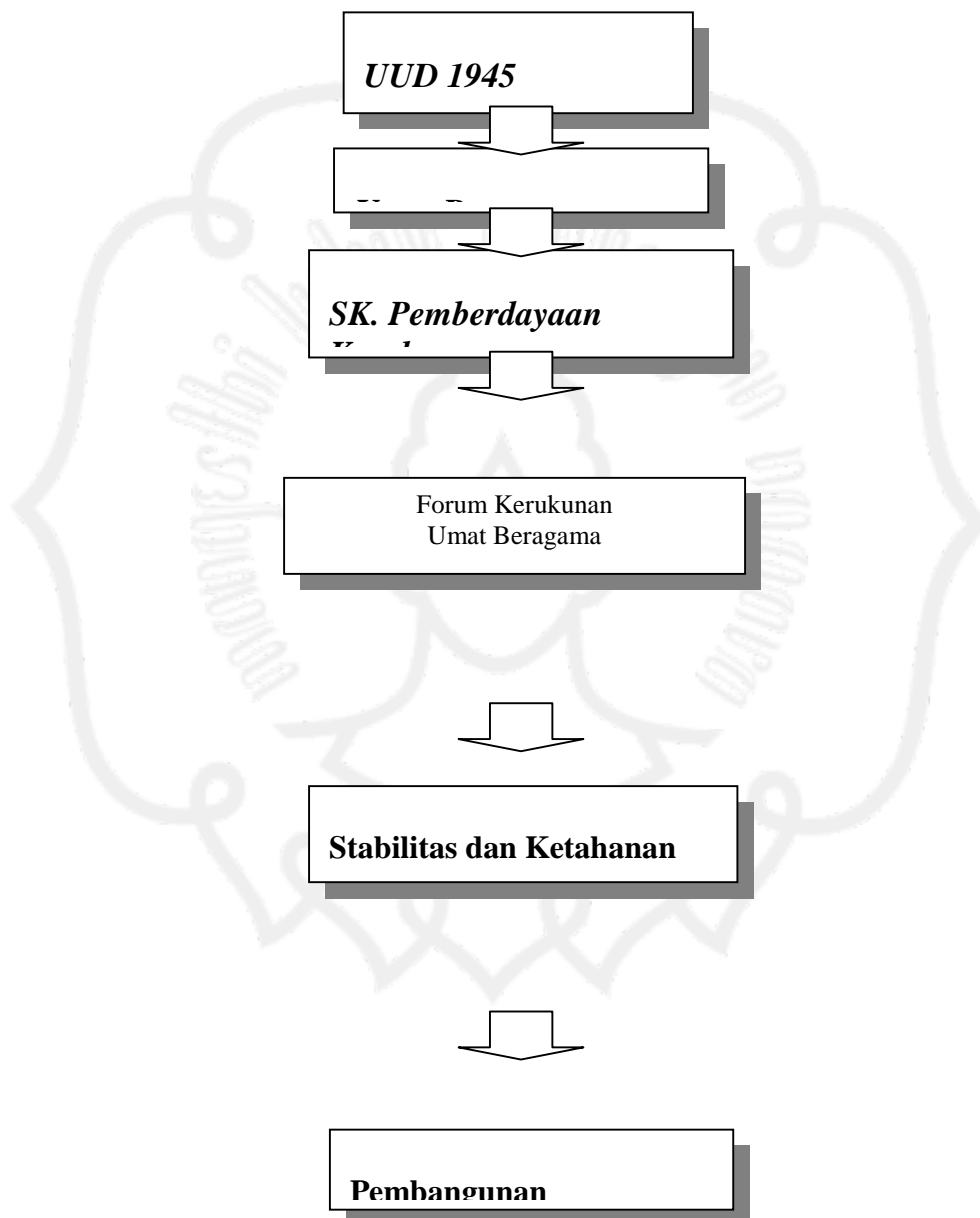 UUD 1945
SK. Pemberdayaan
Forum Kerukunan
Umat Beragama
Stabilitas dan Ketahanan
Pembangunan